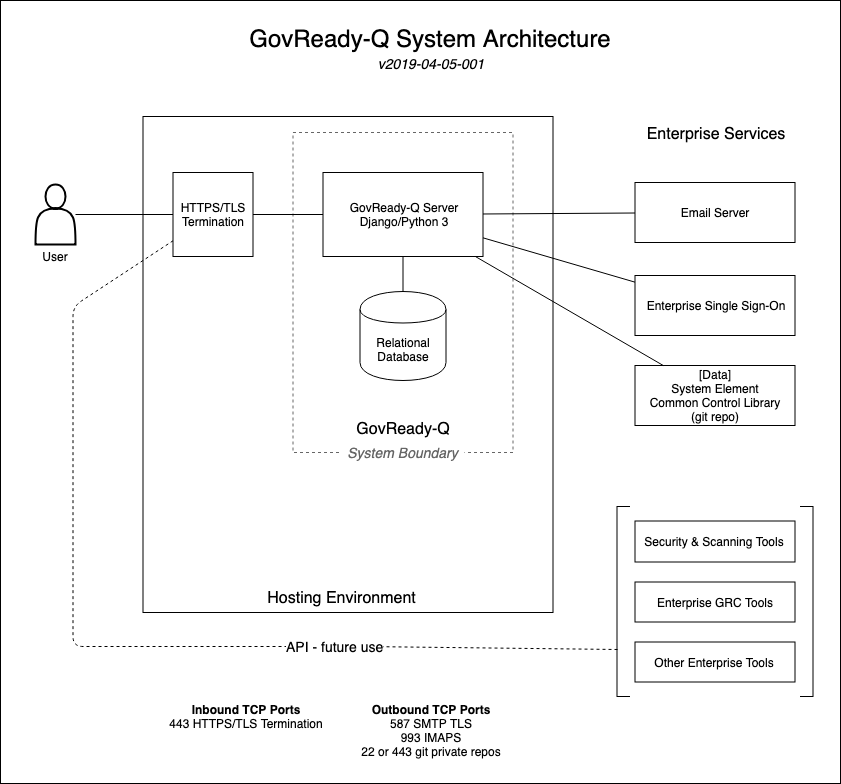 GovReady-Q System Architecture
v2019-04-05-001
Enterprise Services
User
HTTPS/TLS
Termination
GovReady-Q Server
Django/Python 3
Email Server
Enterprise Single Sign-On
Relational
Database
[Data]
System Element
Common Control Library
(git repo)
GovReady-Q
System Boundary
Security & Scanning Tools
Enterprise GRC Tools
Other Enterprise Tools
Hosting Environment
API - future use
Inbound TCP Ports
443 HTTPS/TLS Termination
Outbound TCP Ports
587 SMTP TLS
993 IMAPS
22 or 443 git private repos